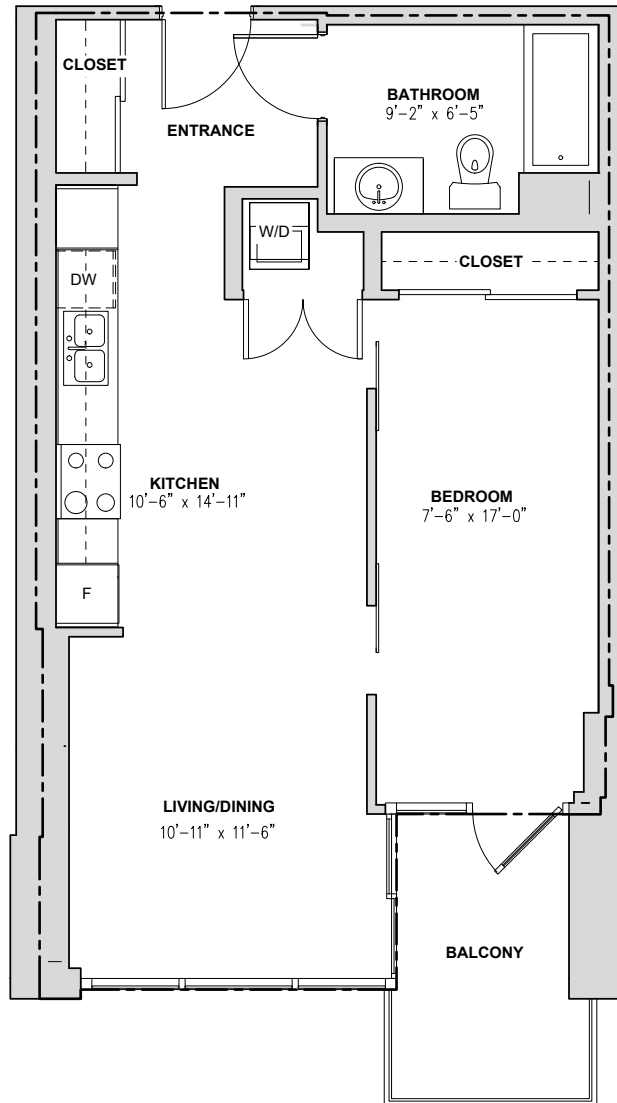 CLOSET
BATHROOM
9'-2" x 6'-5"
ENTRANCE
W/D
CLOSET
DW
KITCHEN
10'-6" x 14'-11"
BEDROOM
7'-6" x 17'-0"
F
LIVING/DINING
10'-11" x 11'-6"
BALCONY